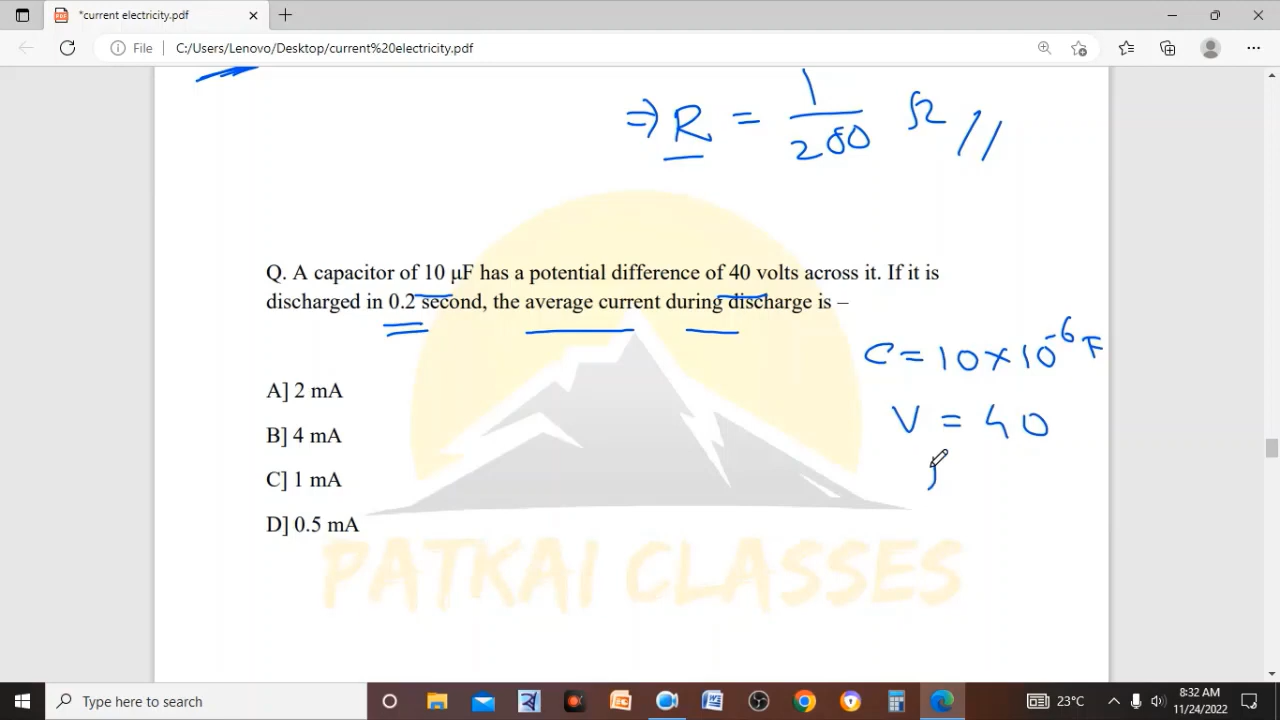 *current electricity.pdf
File C:/Users/Lenovo/Desktop/current%20electricity.pdf
⇒ R = 1/280 Ω //
Q. A capacitor of 10 µF has a potential difference of 40 volts across it. If it is
discharged in 0.2 second, the average current during discharge is –
C = 10 × 10⁻⁶ F
A] 2 mA
V = 40
B] 4 mA
C] 1 mA
D] 0.5 mA
PATKAI CLASSES
Type here to search
23°C
8:32 AM
11/24/2022